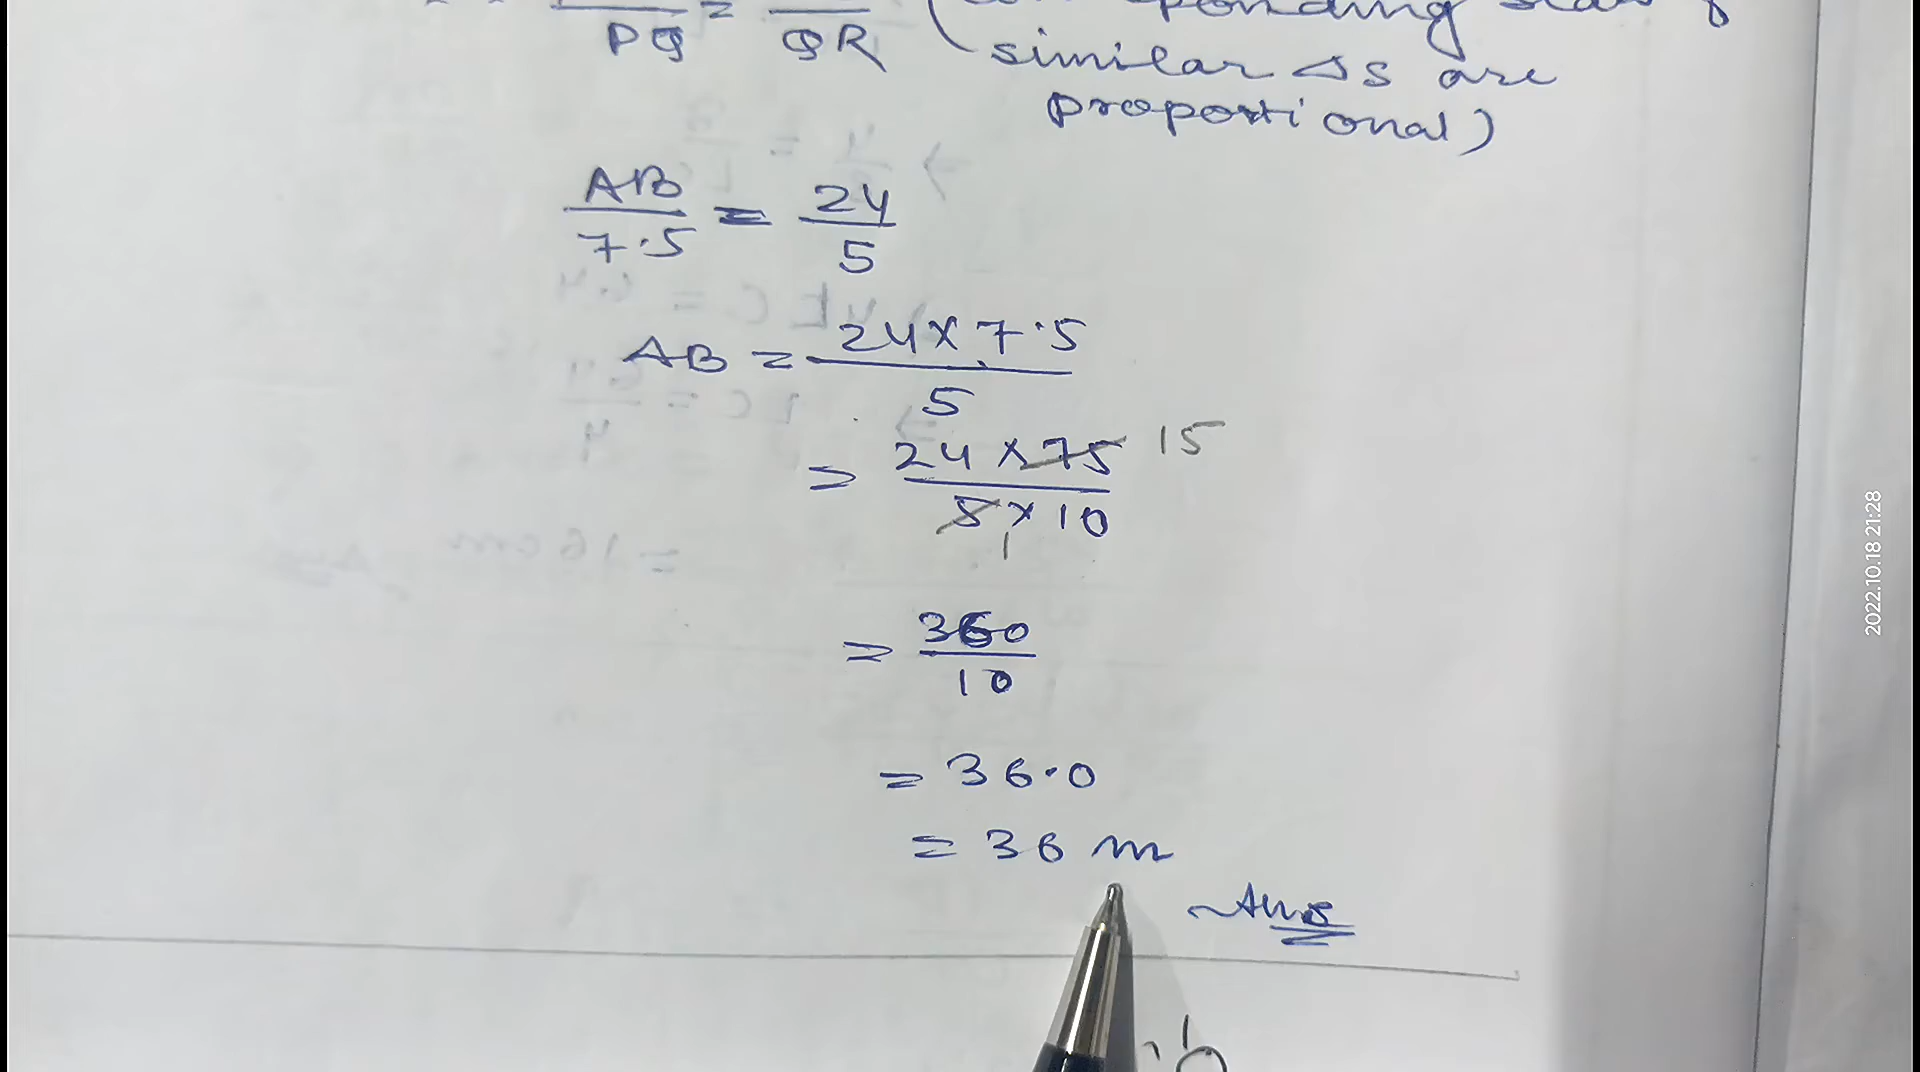 PQ = QR
similar Δs are
proportional)
AB/7.5 = 24/5
AB = 24 × 7.5/5
= 24 × 75/5 × 10 15
1
= 360/10
= 36.0
= 36 m
Ans
2022.10.18 21:28